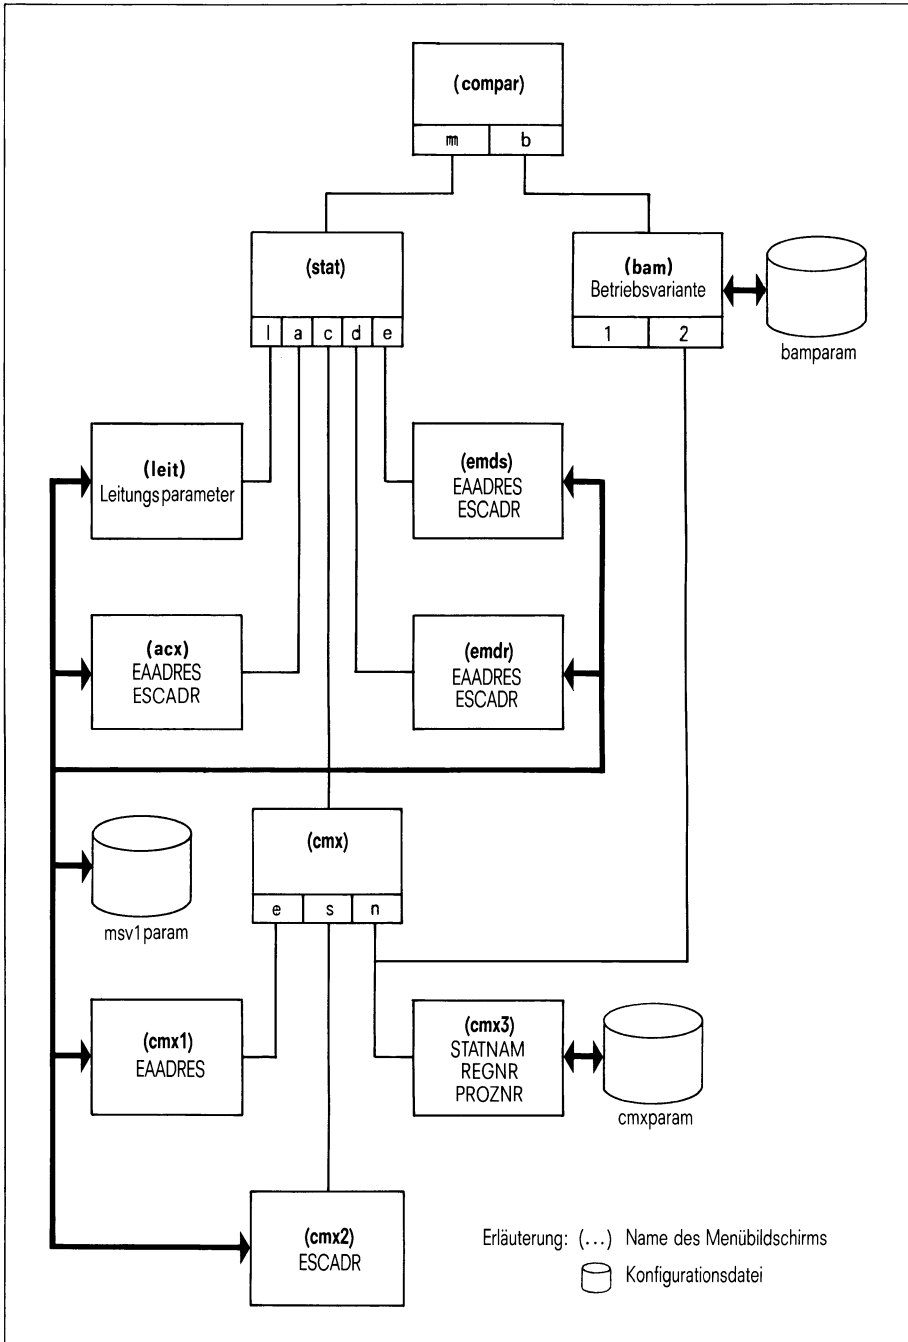 (compar)
m b
(stat)
l a c d e
(bam)
Betriebsvariante
1 2
bamparam
(leit)
Leitungsparameter
(emds)
EAADRES
ESCADR
(acx)
EAADRES
ESCADR
(emdr)
EAADRES
ESCADR
(cmx)
e s n
msv1param
(cmx1)
EAADRES
(cmx3)
STATNAM
REGNR
PROZNR
cmxparam
(cmx2)
ESCADR
Erläuterung: (...) Name des Menübildschirms
Konfigurationsdatei